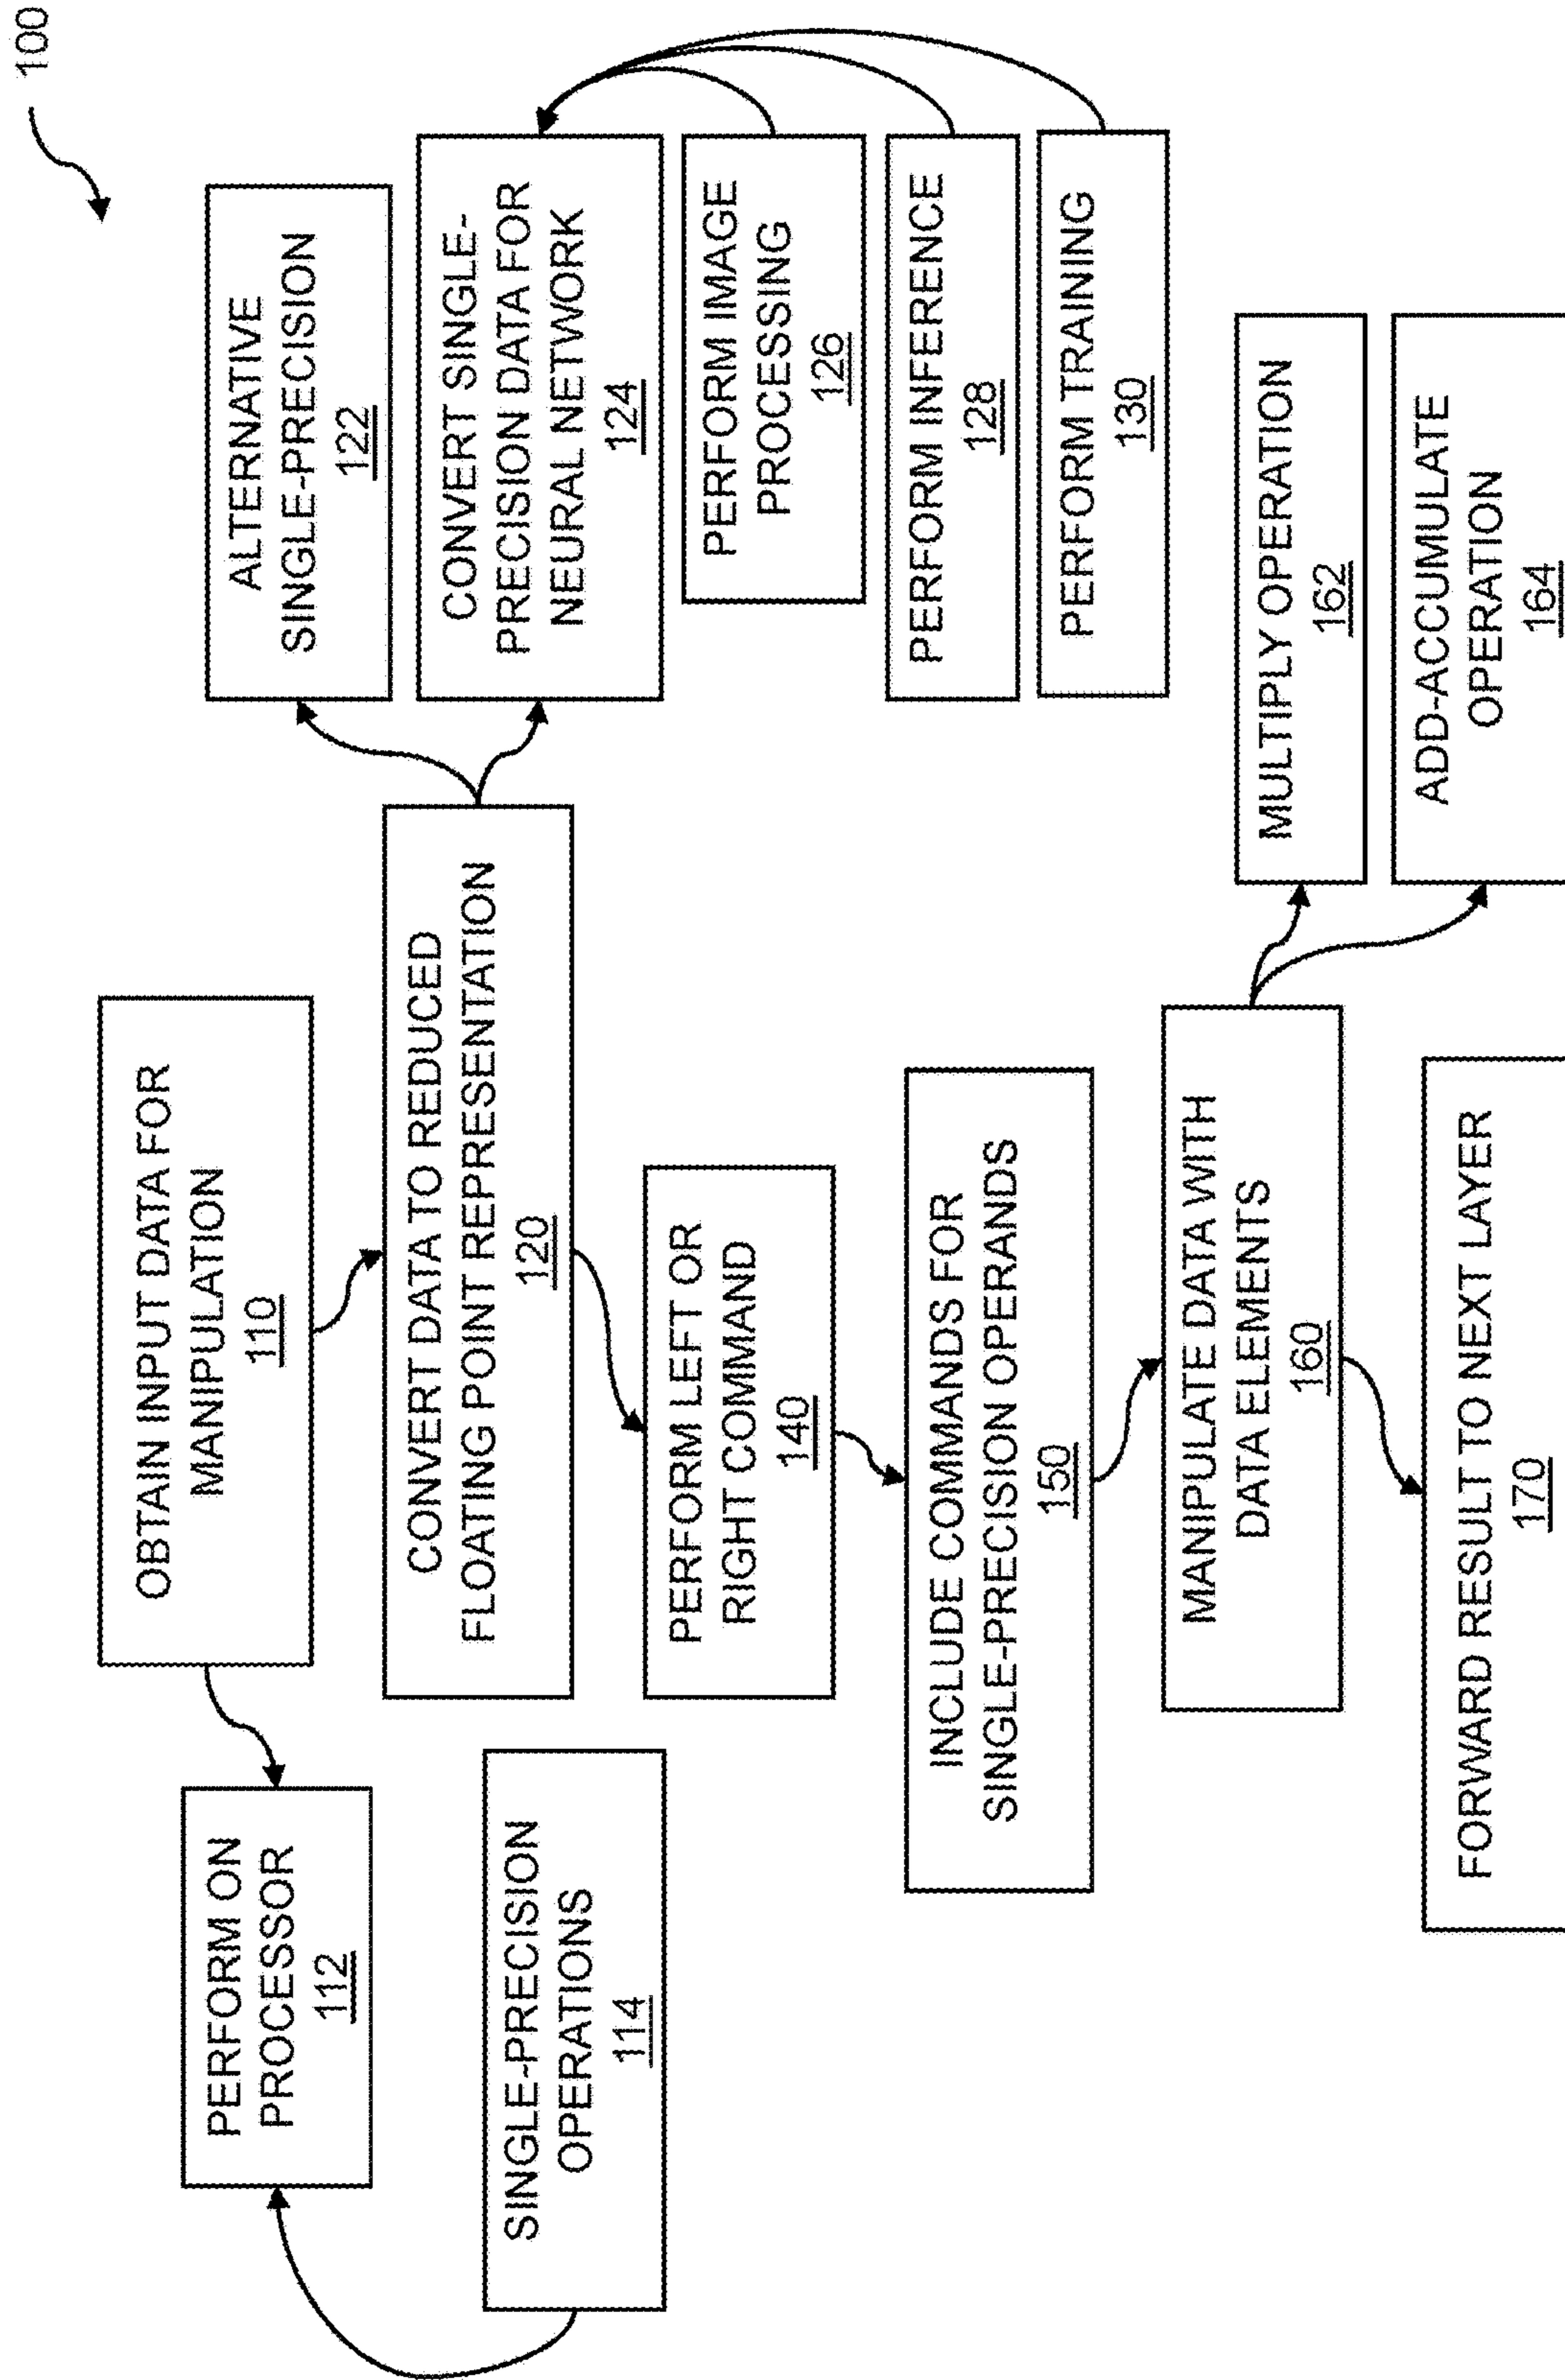 100
OBTAIN INPUT DATA FOR
MANIPULATION
110
PERFORM ON
PROCESSOR
112
SINGLE-PRECISION
OPERATIONS
114
CONVERT DATA TO REDUCED
FLOATING POINT REPRESENTATION
120
ALTERNATIVE
SINGLE-PRECISION
122
CONVERT SINGLE-
PRECISION DATA FOR
NEURAL NETWORK
124
PERFORM IMAGE
PROCESSING
126
PERFORM INFERENCE
128
PERFORM TRAINING
130
PERFORM LEFT OR
RIGHT COMMAND
140
INCLUDE COMMANDS FOR
SINGLE-PRECISION OPERANDS
150
MANIPULATE DATA WITH
DATA ELEMENTS
160
MULTIPLY OPERATION
162
ADD-ACCUMULATE
OPERATION
164
FORWARD RESULT TO NEXT LAYER
170